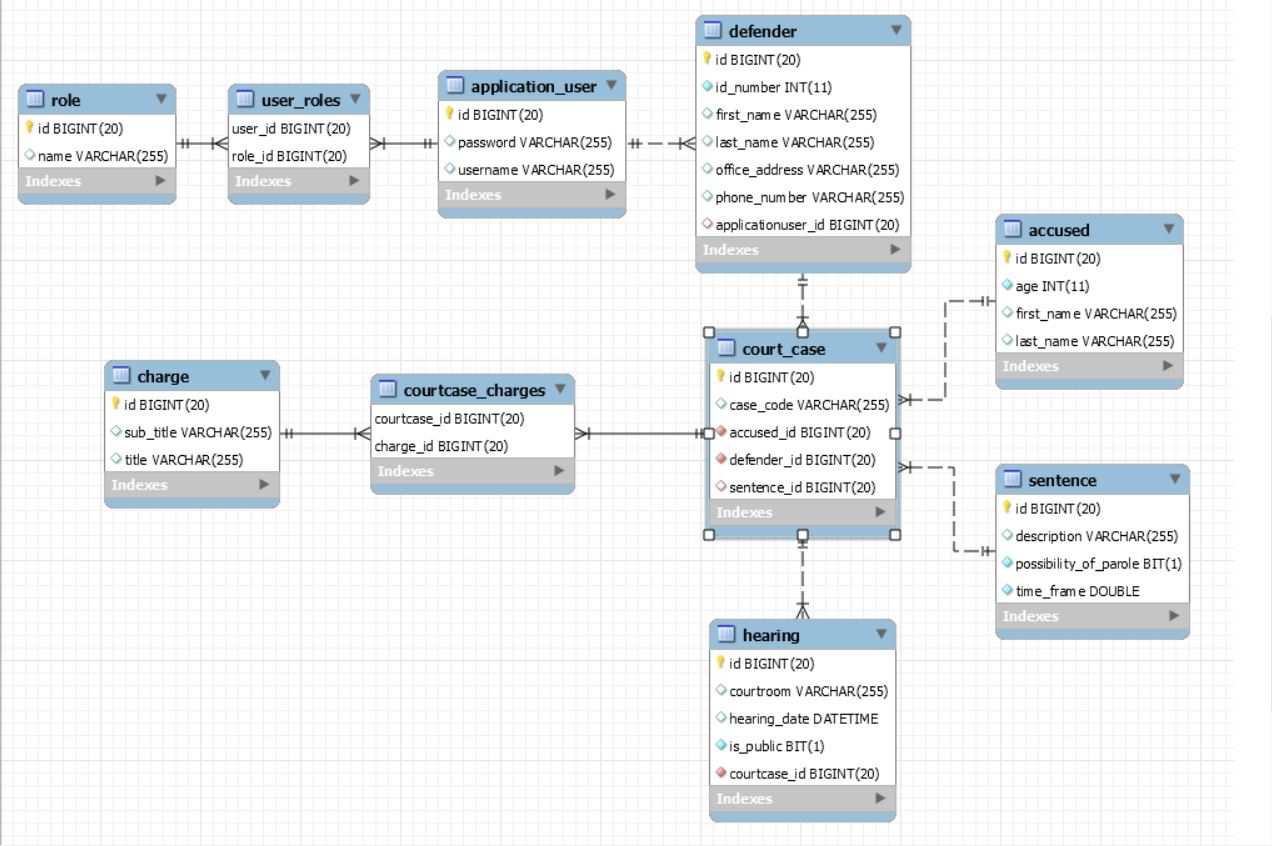 defender
id BIGINT(20)
id_number INT(11)
first_name VARCHAR(255)
last_name VARCHAR(255)
office_address VARCHAR(255)
phone_number VARCHAR(255)
applicationuser_id BIGINT(20)
Indexes
role
id BIGINT(20)
name VARCHAR(255)
Indexes
user_roles
user_id BIGINT(20)
role_id BIGINT(20)
Indexes
application_user
id BIGINT(20)
password VARCHAR(255)
username VARCHAR(255)
Indexes
accused
id BIGINT(20)
age INT(11)
first_name VARCHAR(255)
last_name VARCHAR(255)
Indexes
charge
id BIGINT(20)
sub_title VARCHAR(255)
title VARCHAR(255)
Indexes
courtcase_charges
courtcase_id BIGINT(20)
charge_id BIGINT(20)
Indexes
court_case
id BIGINT(20)
case_code VARCHAR(255)
accused_id BIGINT(20)
defender_id BIGINT(20)
sentence_id BIGINT(20)
Indexes
sentence
id BIGINT(20)
description VARCHAR(255)
possibility_of_parole BIT(1)
time_frame DOUBLE
Indexes
hearing
id BIGINT(20)
courtroom VARCHAR(255)
hearing_date DATETIME
is_public BIT(1)
courtcase_id BIGINT(20)
Indexes